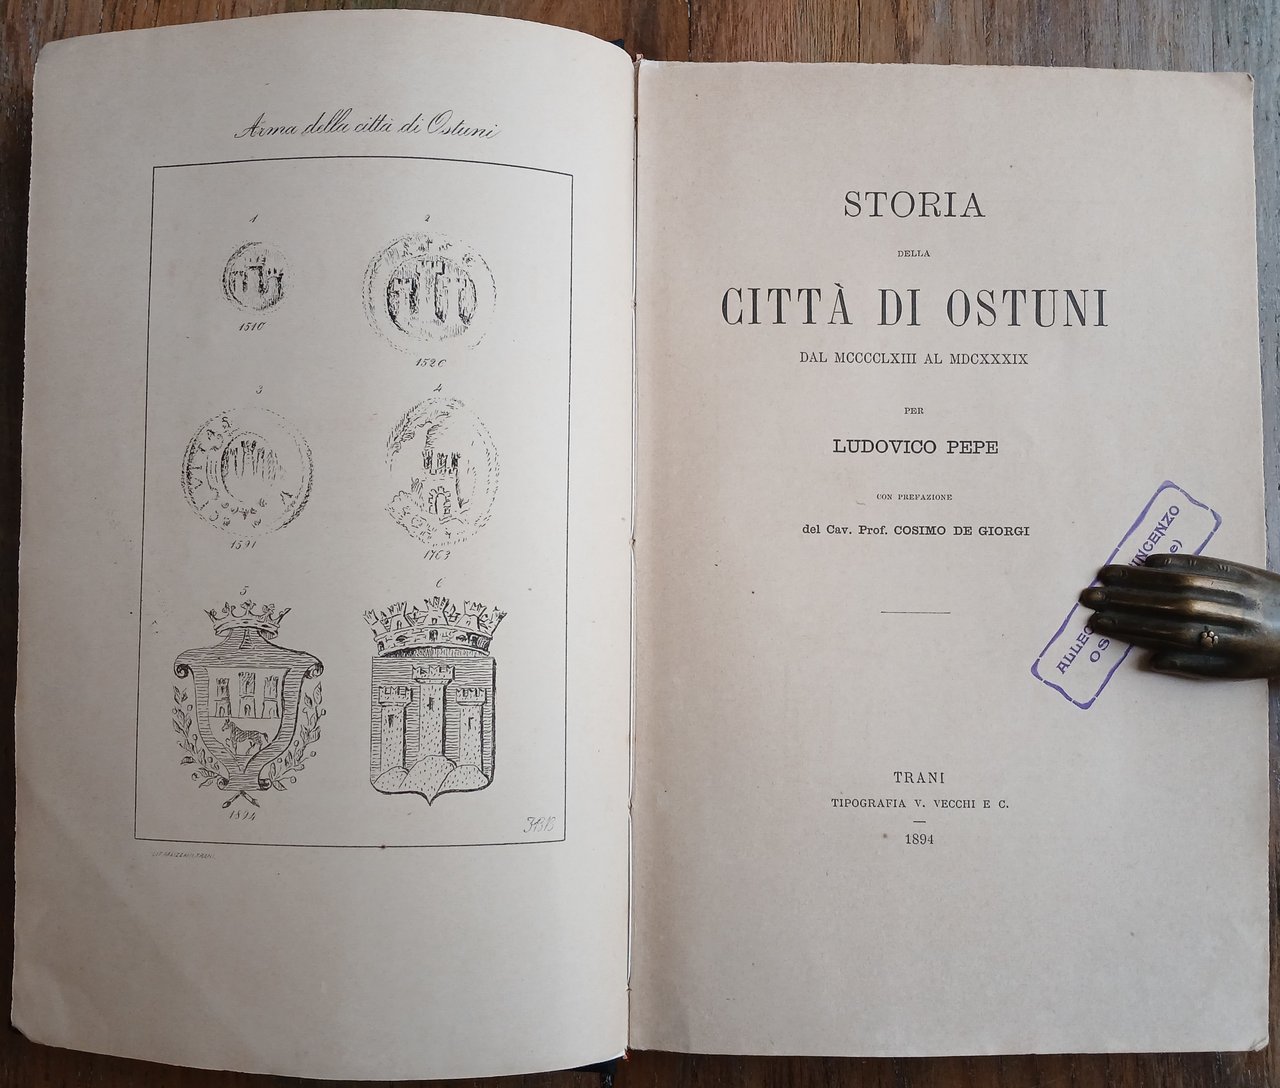 Arma della città di Ostuni
1
2
1510
1526
3
4
1591
1763
5
6
1894
STORIA
DELLA
CITTÀ DI OSTUNI
DAL MCCCCLXIII AL MDCXXXIX
PER
LUDOVICO PEPE
CON PREFAZIONE
del Cav. Prof. COSIMO DE GIORGI
TRANI
TIPOGRAFIA V. VECCHI E C.
1894